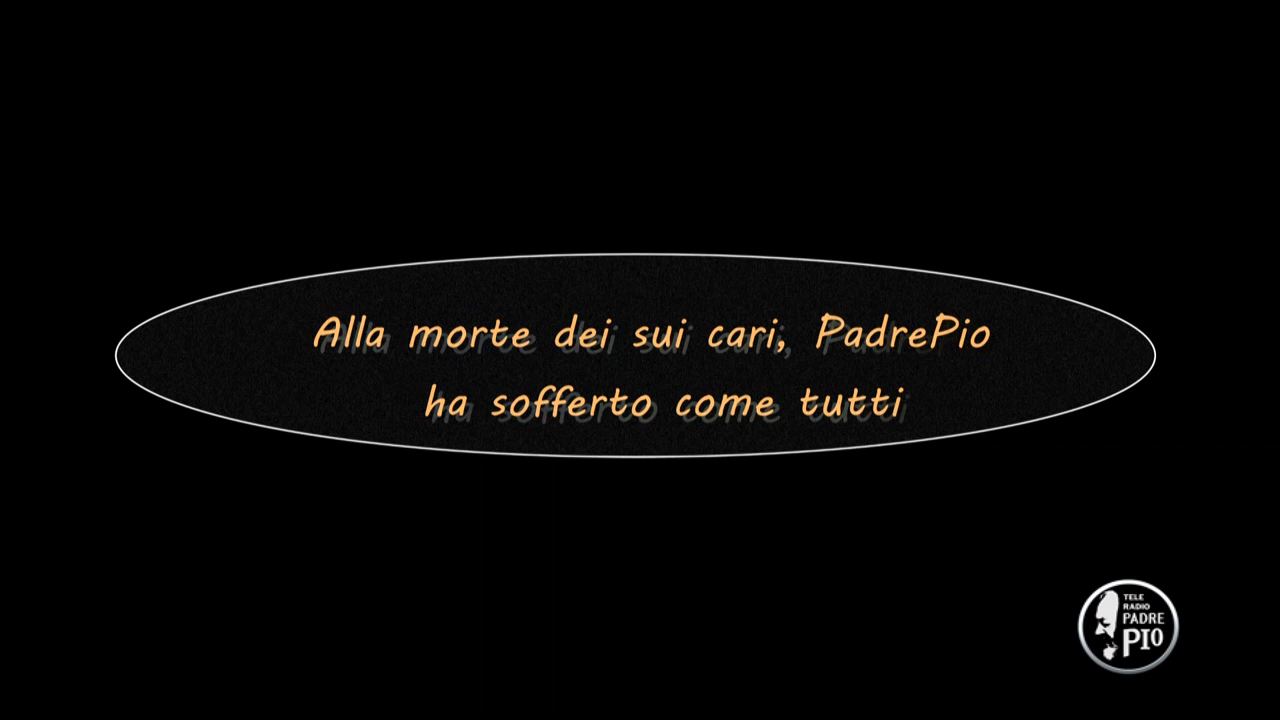 Alla morte dei sui cari, PadrePio
ha sofferto come tutti
TELE
RADIO
PADRE
PIO